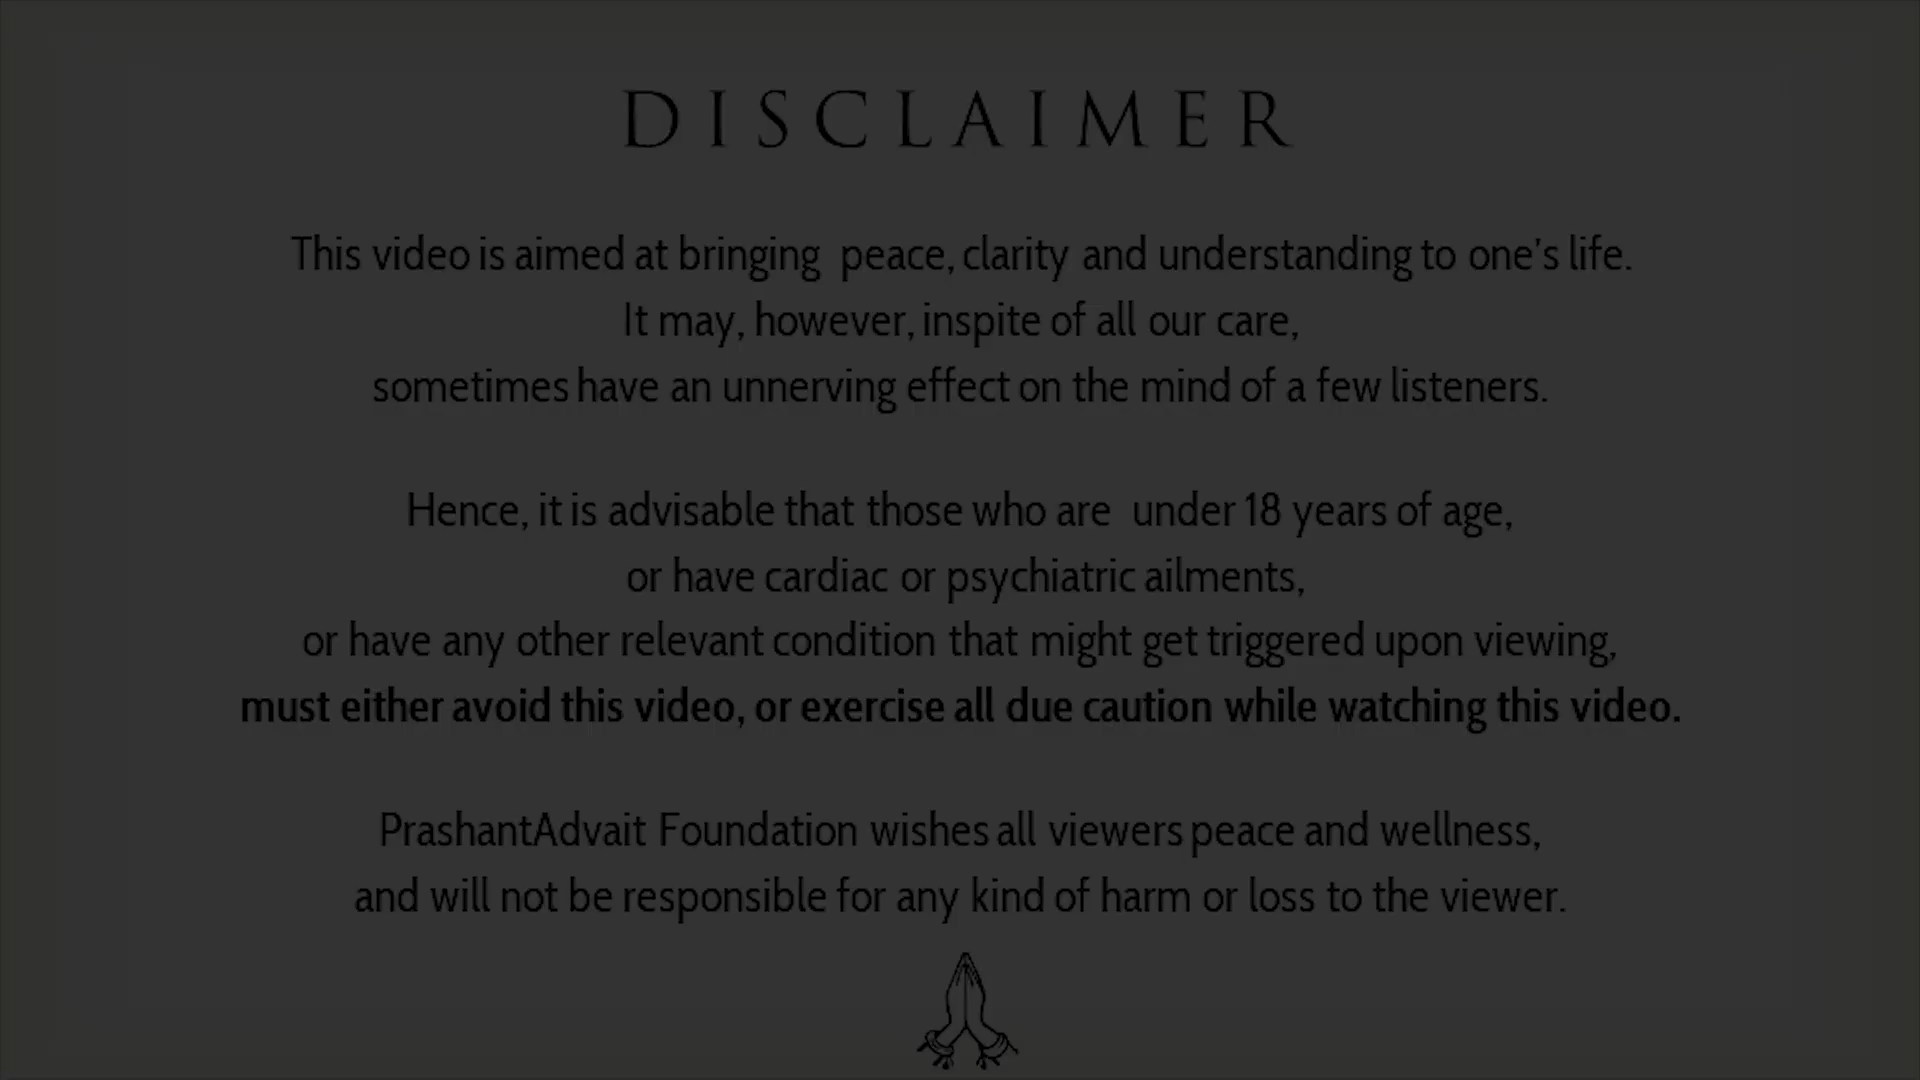 DISCLAIMER
This video is aimed at bringing peace, clarity and understanding to one's life.
It may, however, inspite of all our care,
sometimes have an unnerving effect on the mind of a few listeners.
Hence, it is advisable that those who are under 18 years of age,
or have cardiac or psychiatric ailments,
or have any other relevant condition that might get triggered upon viewing,
must either avoid this video, or exercise all due caution while watching this video.
PrashantAdvait Foundation wishes all viewers peace and wellness,
and will not be responsible for any kind of harm or loss to the viewer.